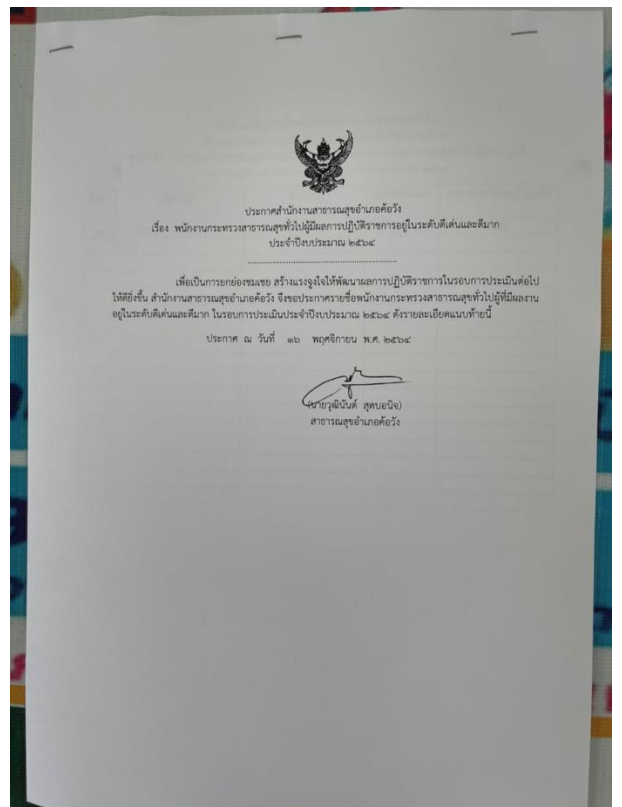 ประกาศสำนักงานสาธารณสุขอำเภอค้อวัง
เรื่อง พนักงานกระทรวงสาธารณสุขทั่วไปผู้มีผลการปฏิบัติราชการอยู่ในระดับดีเด่นและดีมาก
ประจำปีงบประมาณ ๒๕๖๔
เพื่อเป็นการยกย่องชมเชย สร้างแรงจูงใจให้พัฒนาผลการปฏิบัติราชการในรอบการประเมินต่อไป
ให้ดียิ่งขึ้น สำนักงานสาธารณสุขอำเภอค้อวัง จึงขอประกาศรายชื่อพนักงานกระทรวงสาธารณสุขทั่วไปผู้ที่มีผลงาน
อยู่ในระดับดีเด่นและดีมาก ในรอบการประเมินประจำปีงบประมาณ ๒๕๖๔ ดังรายละเอียดแนบท้ายนี้
ประกาศ ณ วันที่ ๑๖ พฤศจิกายน พ.ศ. ๒๕๖๔
(นายวุฒินันต์ สุดบอนิจ)
สาธารณสุขอำเภอค้อวัง